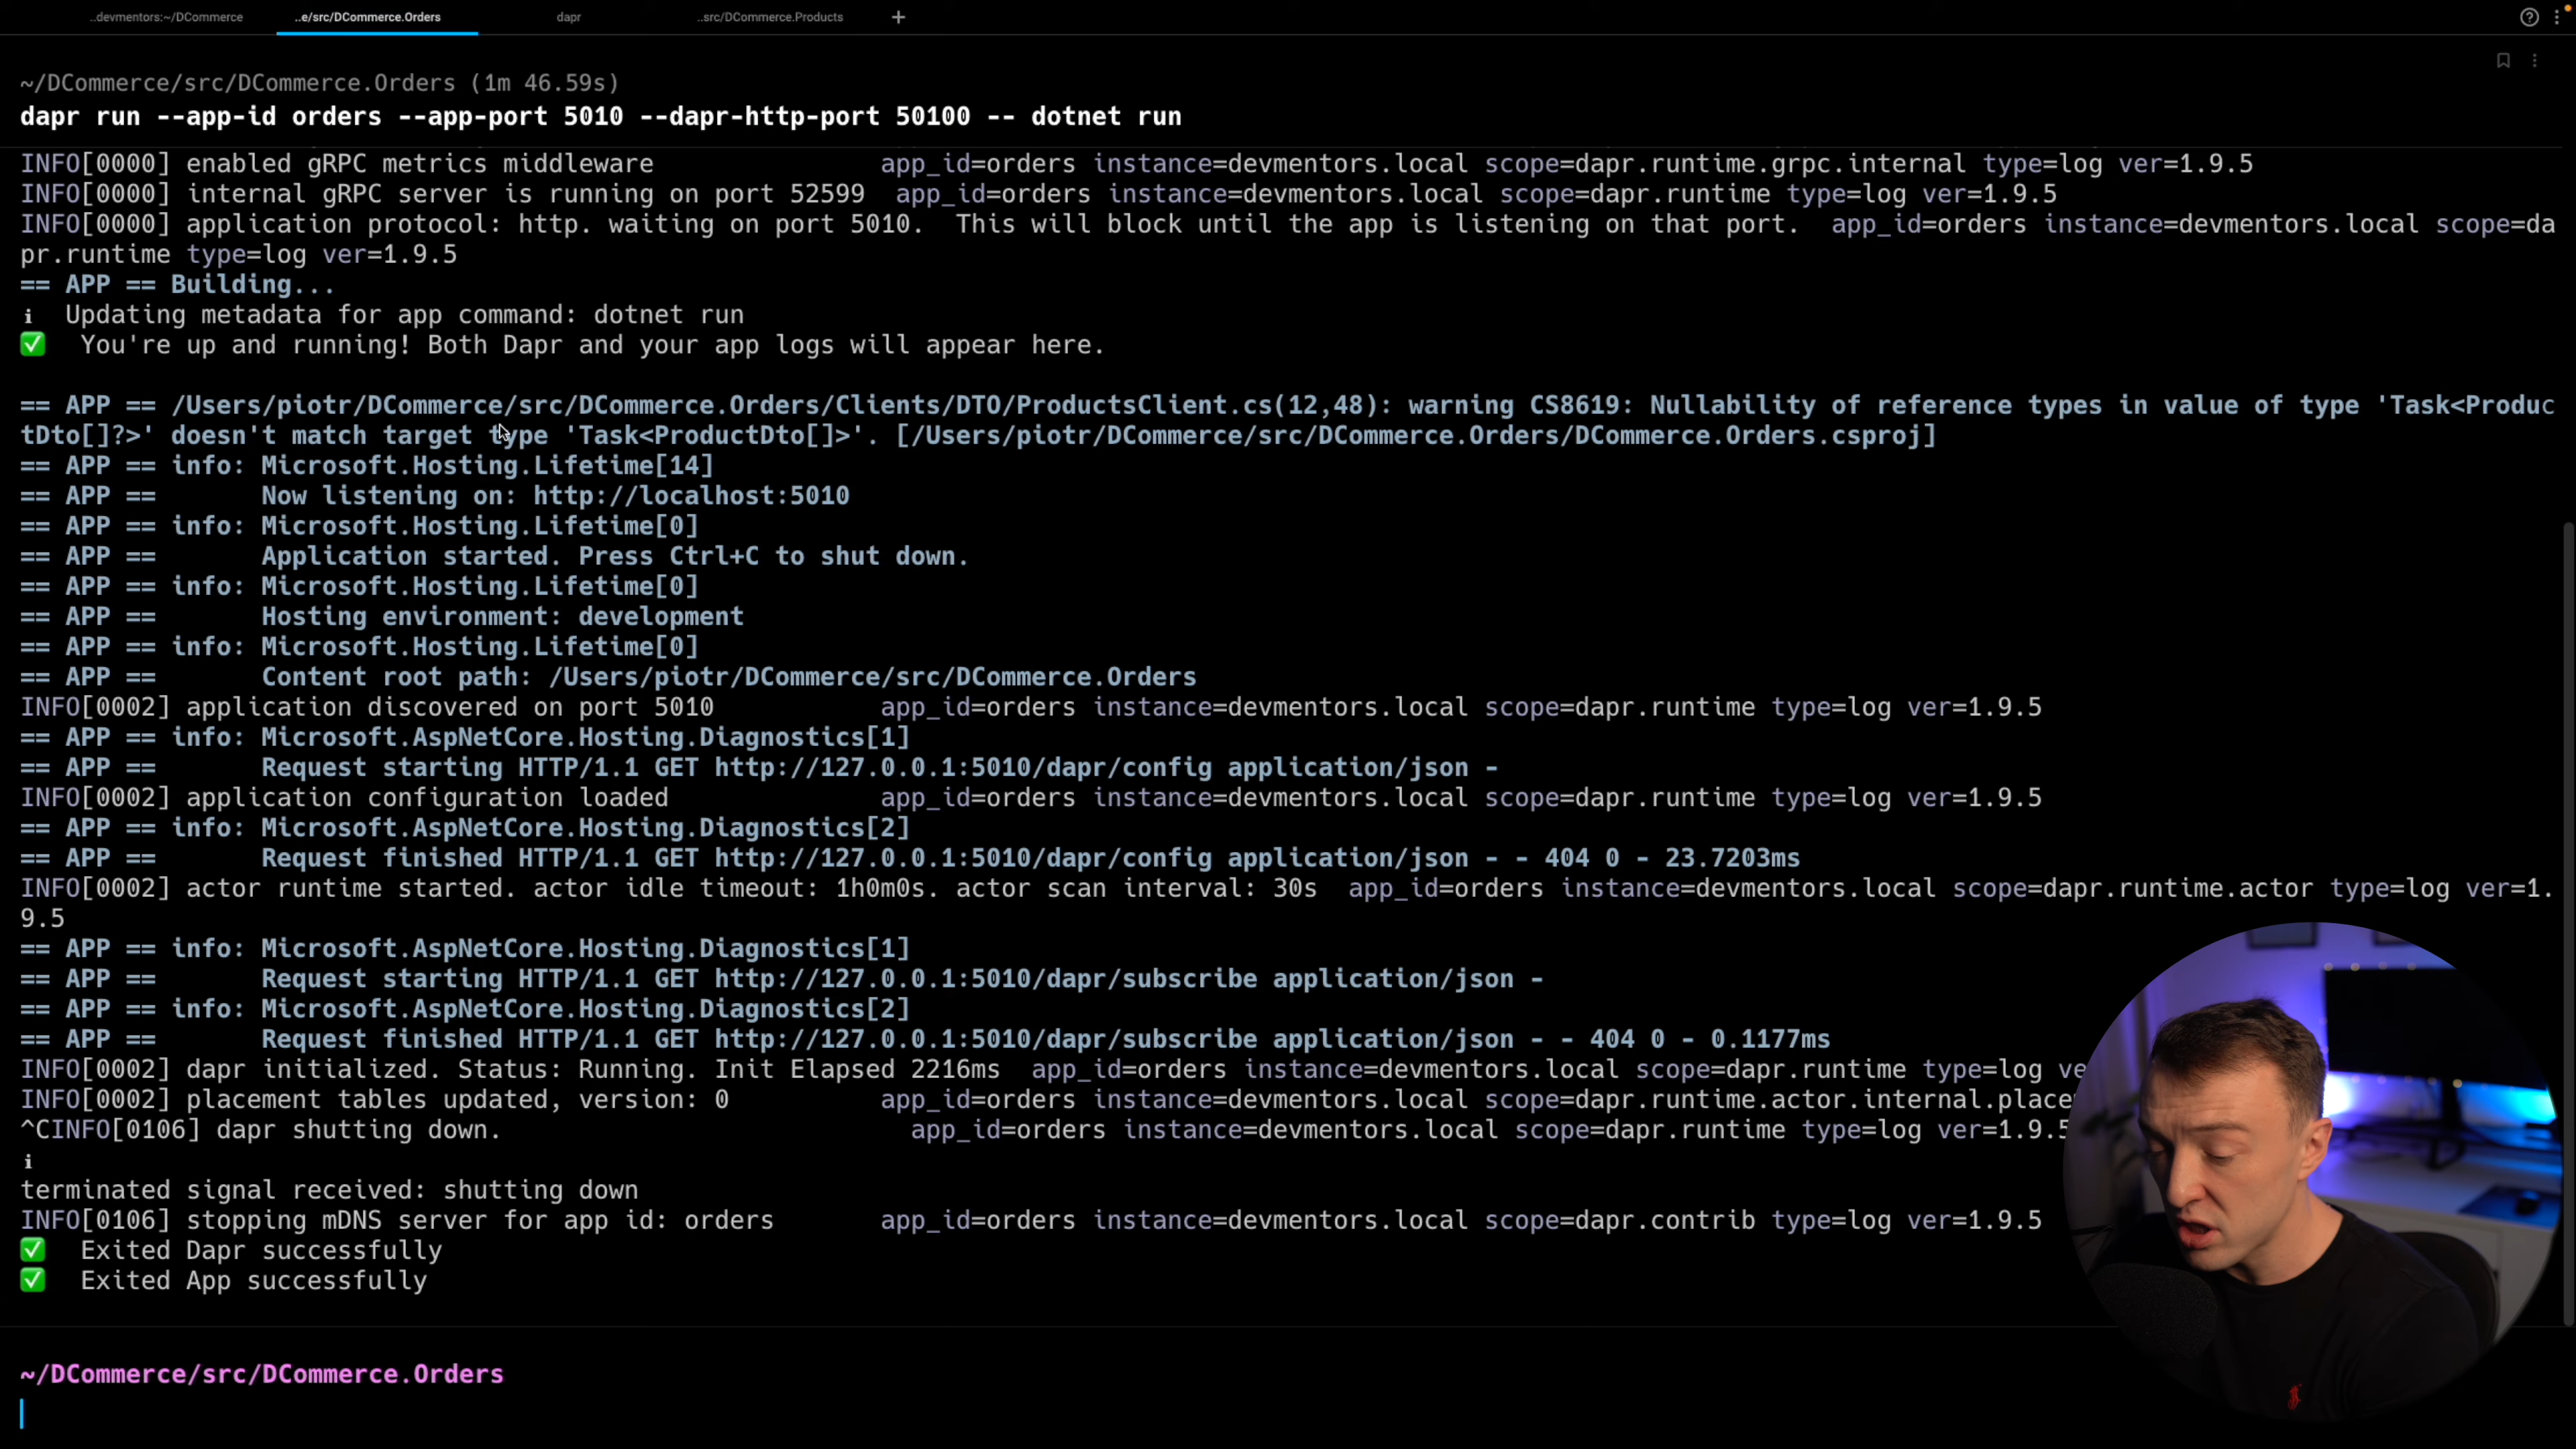 ..devmentors:~/DCommerce
..e/src/DCommerce.Orders
dapr
..src/DCommerce.Products
~/DCommerce/src/DCommerce.Orders (1m 46.59s)
dapr run --app-id orders --app-port 5010 --dapr-http-port 50100 -- dotnet run
INFO[0000] enabled gRPC metrics middleware app_id=orders instance=devmentors.local scope=dapr.runtime.grpc.internal type=log ver=1.9.5
INFO[0000] internal gRPC server is running on port 52599 app_id=orders instance=devmentors.local scope=dapr.runtime type=log ver=1.9.5
INFO[0000] application protocol: http. waiting on port 5010. This will block until the app is listening on that port. app_id=orders instance=devmentors.local scope=da
pr.runtime type=log ver=1.9.5
== APP == Building...
ℹ Updating metadata for app command: dotnet run
✅ You're up and running! Both Dapr and your app logs will appear here.
== APP == /Users/piotr/DCommerce/src/DCommerce.Orders/Clients/DTO/ProductsClient.cs(12,48): warning CS8619: Nullability of reference types in value of type 'Task<Produc
tDto[]?>' doesn't match target type 'Task<ProductDto[]>'. [/Users/piotr/DCommerce/src/DCommerce.Orders/DCommerce.Orders.csproj]
== APP == info: Microsoft.Hosting.Lifetime[14]
== APP == Now listening on: http://localhost:5010
== APP == info: Microsoft.Hosting.Lifetime[0]
== APP == Application started. Press Ctrl+C to shut down.
== APP == info: Microsoft.Hosting.Lifetime[0]
== APP == Hosting environment: development
== APP == info: Microsoft.Hosting.Lifetime[0]
== APP == Content root path: /Users/piotr/DCommerce/src/DCommerce.Orders
INFO[0002] application discovered on port 5010 app_id=orders instance=devmentors.local scope=dapr.runtime type=log ver=1.9.5
== APP == info: Microsoft.AspNetCore.Hosting.Diagnostics[1]
== APP == Request starting HTTP/1.1 GET http://127.0.0.1:5010/dapr/config application/json -
INFO[0002] application configuration loaded app_id=orders instance=devmentors.local scope=dapr.runtime type=log ver=1.9.5
== APP == info: Microsoft.AspNetCore.Hosting.Diagnostics[2]
== APP == Request finished HTTP/1.1 GET http://127.0.0.1:5010/dapr/config application/json - - 404 0 - 23.7203ms
INFO[0002] actor runtime started. actor idle timeout: 1h0m0s. actor scan interval: 30s app_id=orders instance=devmentors.local scope=dapr.runtime.actor type=log ver=1.
9.5
== APP == info: Microsoft.AspNetCore.Hosting.Diagnostics[1]
== APP == Request starting HTTP/1.1 GET http://127.0.0.1:5010/dapr/subscribe application/json -
== APP == info: Microsoft.AspNetCore.Hosting.Diagnostics[2]
== APP == Request finished HTTP/1.1 GET http://127.0.0.1:5010/dapr/subscribe application/json - - 404 0 - 0.1177ms
INFO[0002] dapr initialized. Status: Running. Init Elapsed 2216ms app_id=orders instance=devmentors.local scope=dapr.runtime type=log ve
INFO[0002] placement tables updated, version: 0 app_id=orders instance=devmentors.local scope=dapr.runtime.actor.internal.place
^CINFO[0106] dapr shutting down. app_id=orders instance=devmentors.local scope=dapr.runtime type=log ver=1.9.5
ℹ
terminated signal received: shutting down
INFO[0106] stopping mDNS server for app id: orders app_id=orders instance=devmentors.local scope=dapr.contrib type=log ver=1.9.5
✅ Exited Dapr successfully
✅ Exited App successfully
~/DCommerce/src/DCommerce.Orders